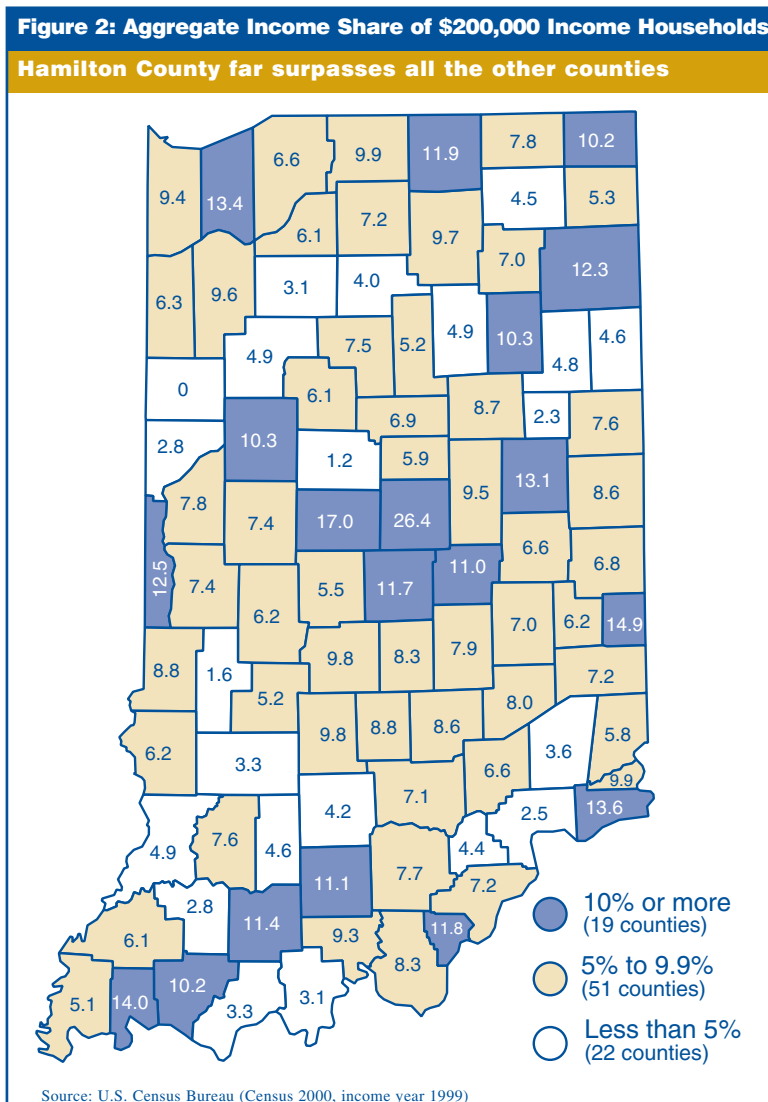 Figure 2: Aggregate Income Share of $200,000 Income Households
Hamilton County far surpasses all the other counties
9.4 13.4 6.6 9.9 11.9 7.8 10.2
4.5 5.3
6.1 7.2 9.7 7.0 12.3
6.3 9.6 3.1 4.0
4.9 7.5 5.2 4.9 10.3 4.8 4.6
0 6.1 6.9 8.7 2.3 7.6
2.8 10.3 1.2 5.9 9.5 13.1 8.6
7.8 7.4 17.0 26.4 6.6 6.8
12.5 7.4 6.2 5.5 11.7 11.0
7.0 6.2 14.9
8.8 1.6 5.2 9.8 8.3 7.9 8.0 7.2
6.2 3.3 9.8 8.8 8.6 6.6 3.6 5.8
9.9
4.9 7.6 4.6 4.2 7.1 2.5 13.6
4.4
2.8 11.1 7.7 7.2
6.1 11.4 9.3 8.3 11.8
5.1 14.0 10.2 3.3 3.1
10% or more
(19 counties)
5% to 9.9%
(51 counties)
Less than 5%
(22 counties)
Source: U.S. Census Bureau (Census 2000, income year 1999)